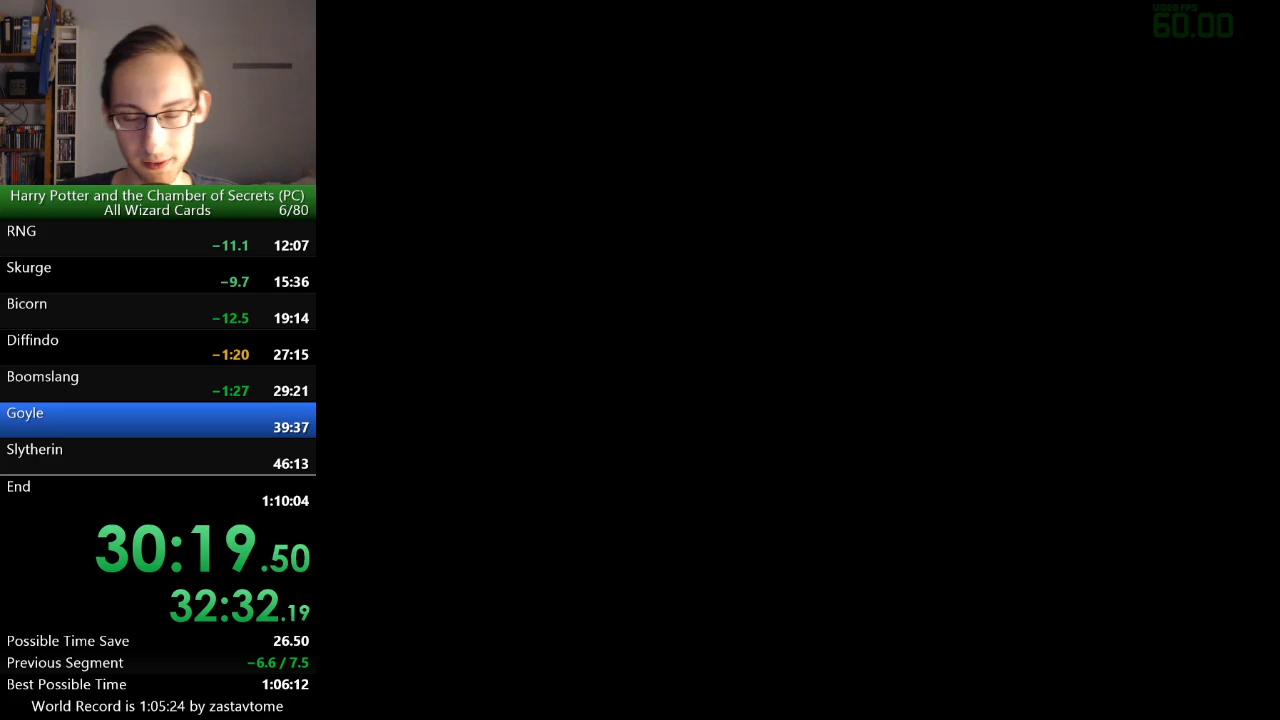 VIDEO FPS
60.00
Harry Potter and the Chamber of Secrets (PC)
All Wizard Cards 6/80
RNG
−11.1 12:07
Skurge
−9.7 15:36
Bicorn
−12.5 19:14
Diffindo
−1:20 27:15
Boomslang
−1:27 29:21
Goyle
39:37
Slytherin
46:13
End
1:10:04
30:19.50
32:32.19
Possible Time Save 26.50
Previous Segment −6.6 / 7.5
Best Possible Time 1:06:12
World Record is 1:05:24 by zastavtome